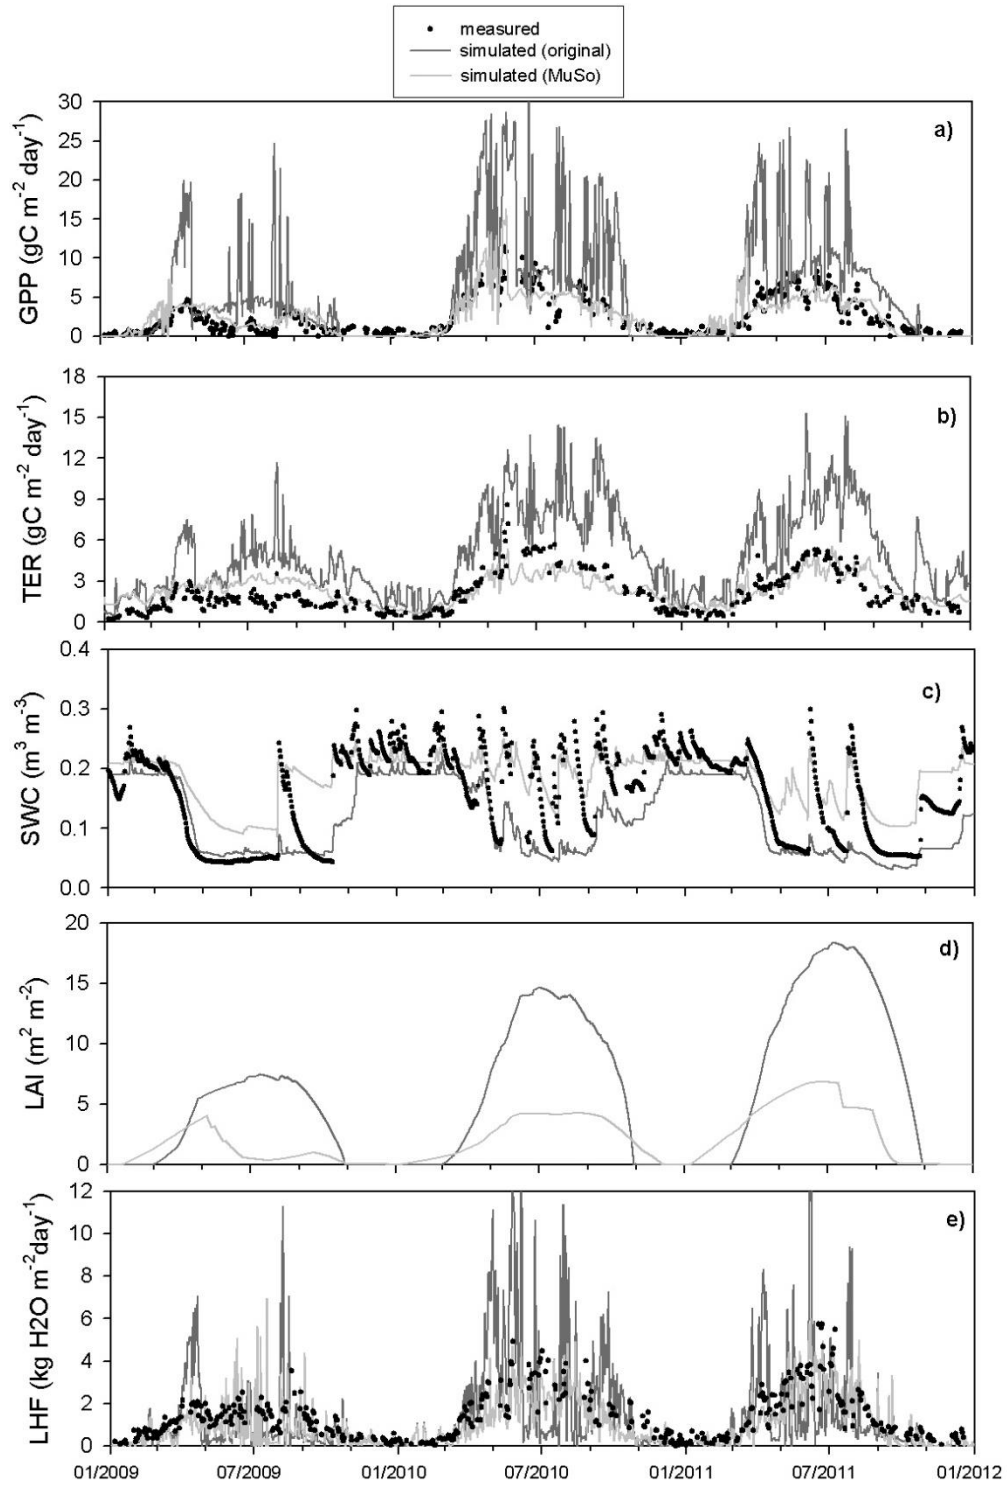 measured
simulated (original)
simulated (MuSo)
GPP (gC m⁻² day⁻¹)
30
25
20
15
10
5
0
a)
TER (gC m⁻² day⁻¹)
18
15
12
9
6
3
0
b)
SWC (m³ m⁻³)
0.4
0.3
0.2
0.1
0.0
c)
LAI (m² m⁻²)
20
15
10
5
0
d)
LHF (kg H2O m⁻²day⁻¹)
12
10
8
6
4
2
0
e)
01/2009 07/2009 01/2010 07/2010 01/2011 07/2011 01/2012